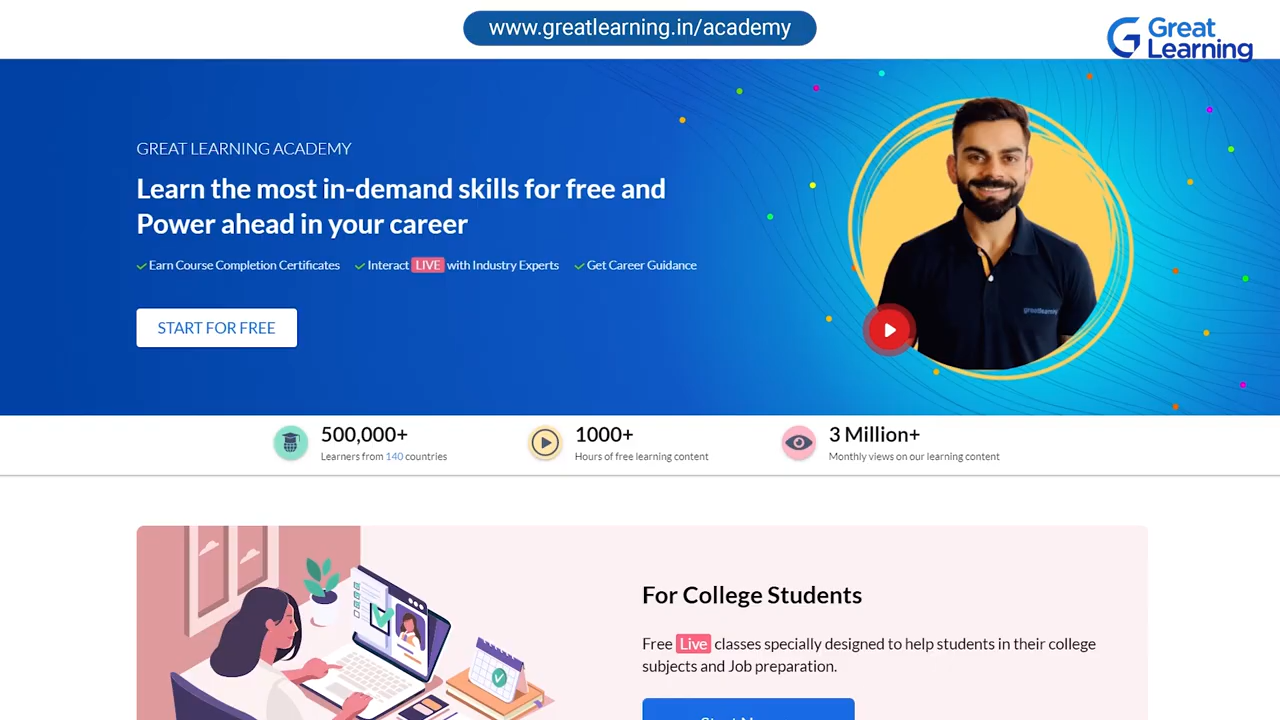 www.greatlearning.in/academy
Great
Learning
GREAT LEARNING ACADEMY
Learn the most in-demand skills for free and
Power ahead in your career
Earn Course Completion Certificates Interact LIVE with Industry Experts Get Career Guidance
START FOR FREE
greatlearning
500,000+
Learners from 140 countries
1000+
Hours of free learning content
3 Million+
Monthly views on our learning content
For College Students
Free Live classes specially designed to help students in their college
subjects and Job preparation.